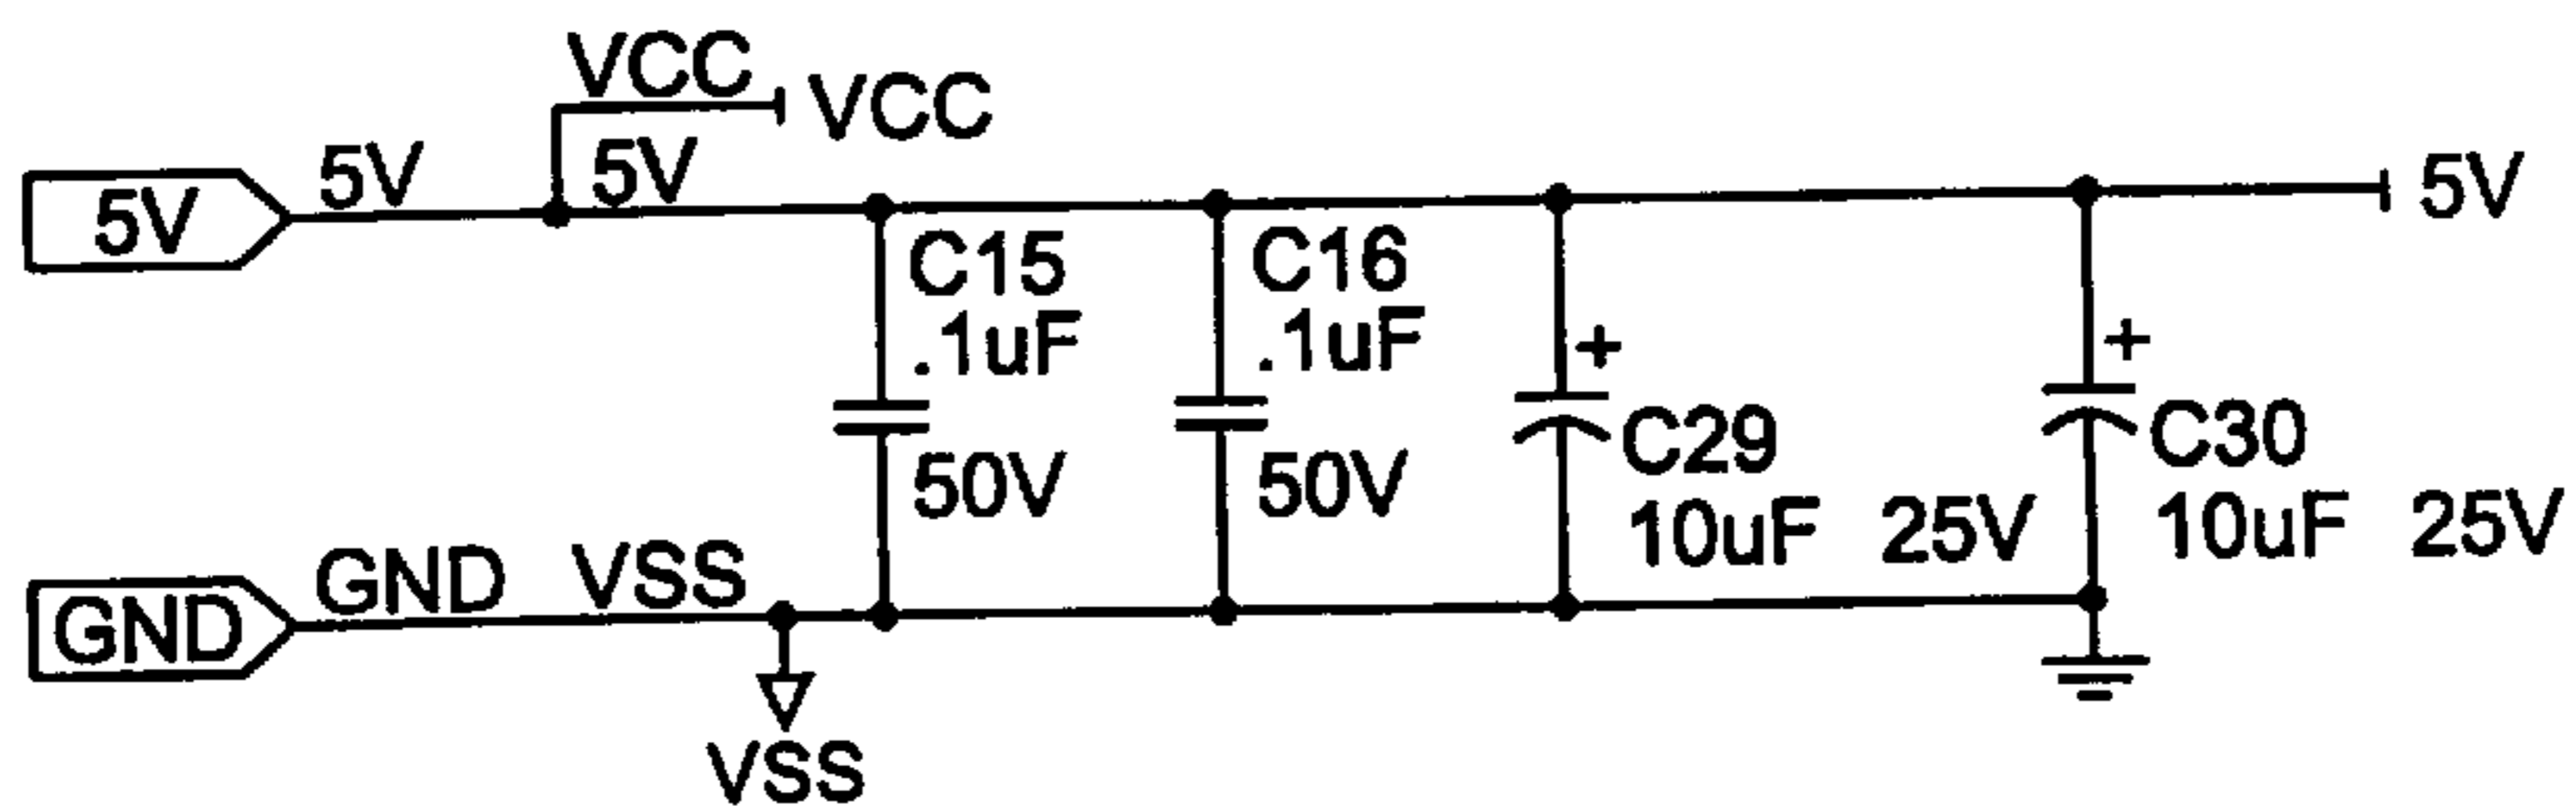 VCC
VCC
5V
5V
5V
5V
C15
.1uF
50V
C16
.1uF
50V
+
C29
10uF 25V
+
C30
10uF 25V
GND
GND VSS
VSS